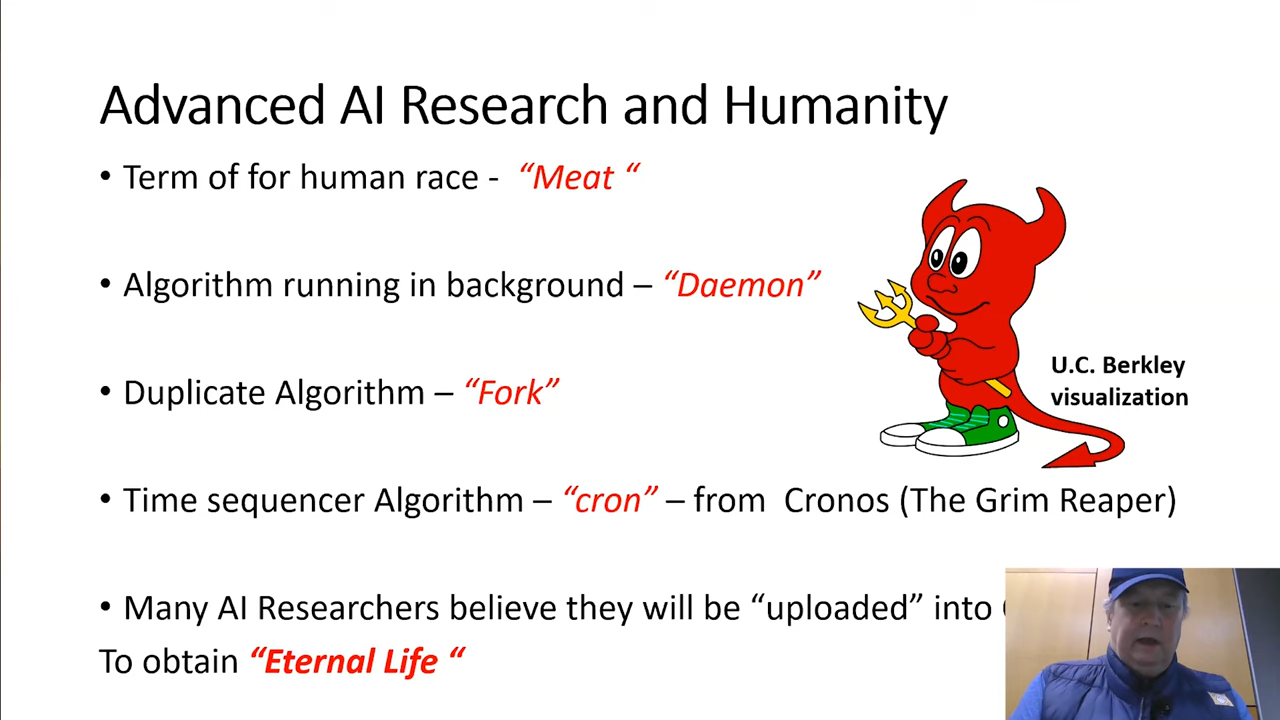 Advanced AI Research and Humanity
• Term of for human race - “Meat “
• Algorithm running in background – “Daemon”
• Duplicate Algorithm – “Fork”
U.C. Berkley
visualization
• Time sequencer Algorithm – “cron” – from Cronos (The Grim Reaper)
• Many AI Researchers believe they will be “uploaded” into
To obtain “Eternal Life “